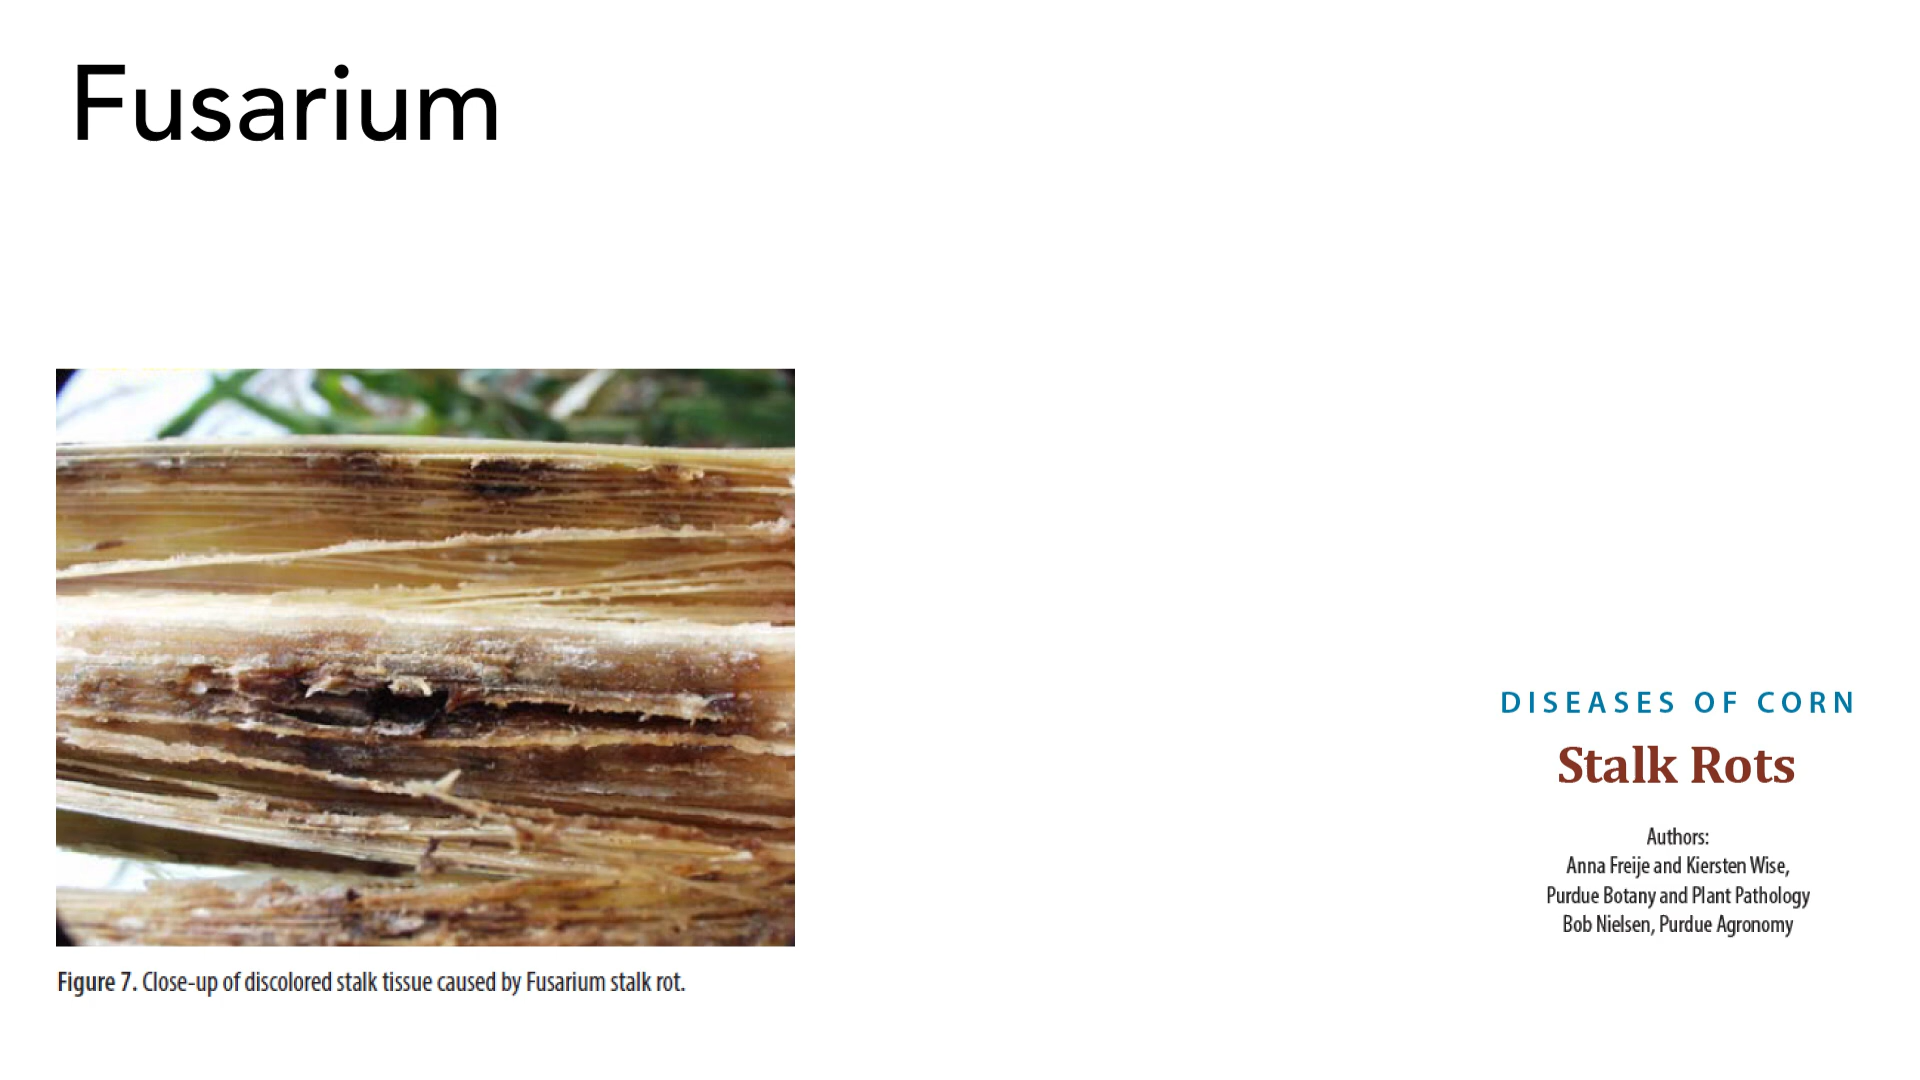 Fusarium
Figure 7. Close-up of discolored stalk tissue caused by Fusarium stalk rot.
DISEASES OF CORN
Stalk Rots
Authors:
Anna Freije and Kiersten Wise,
Purdue Botany and Plant Pathology
Bob Nielsen, Purdue Agronomy